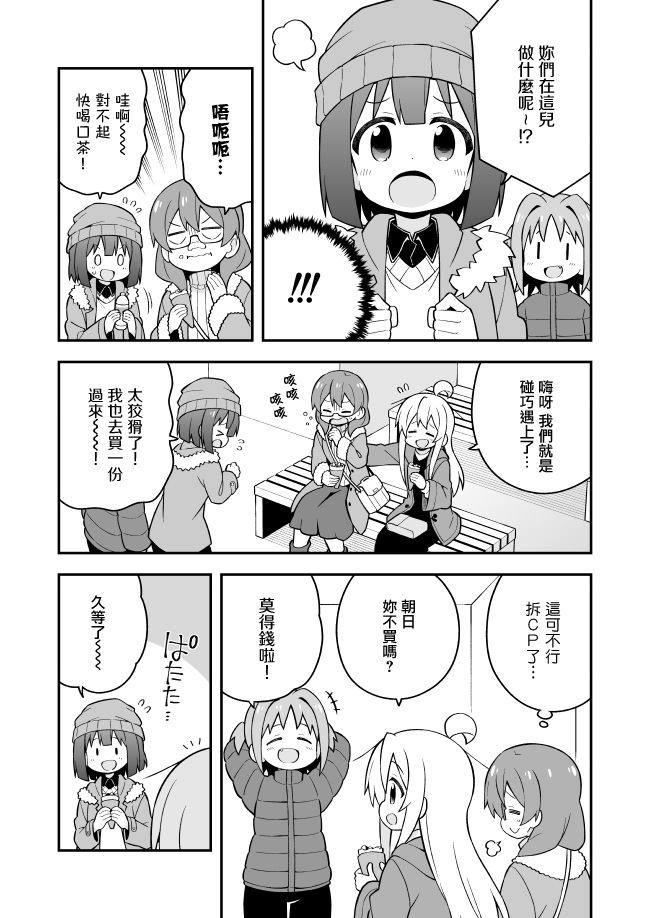 妳們在這兒
做什麼呢~!?
!!!
唔呃呃…
哇啊~~~
對不起
快喝口茶！
嗨呀 我們就是
碰巧遇上了…
咳咳
咳咳
太狡猾了！
我也去買一份
過來~~~！
這可不行
拆CP了…
朝日
妳不買嗎？
莫得錢啦！
ぱたた…
久等了~~~